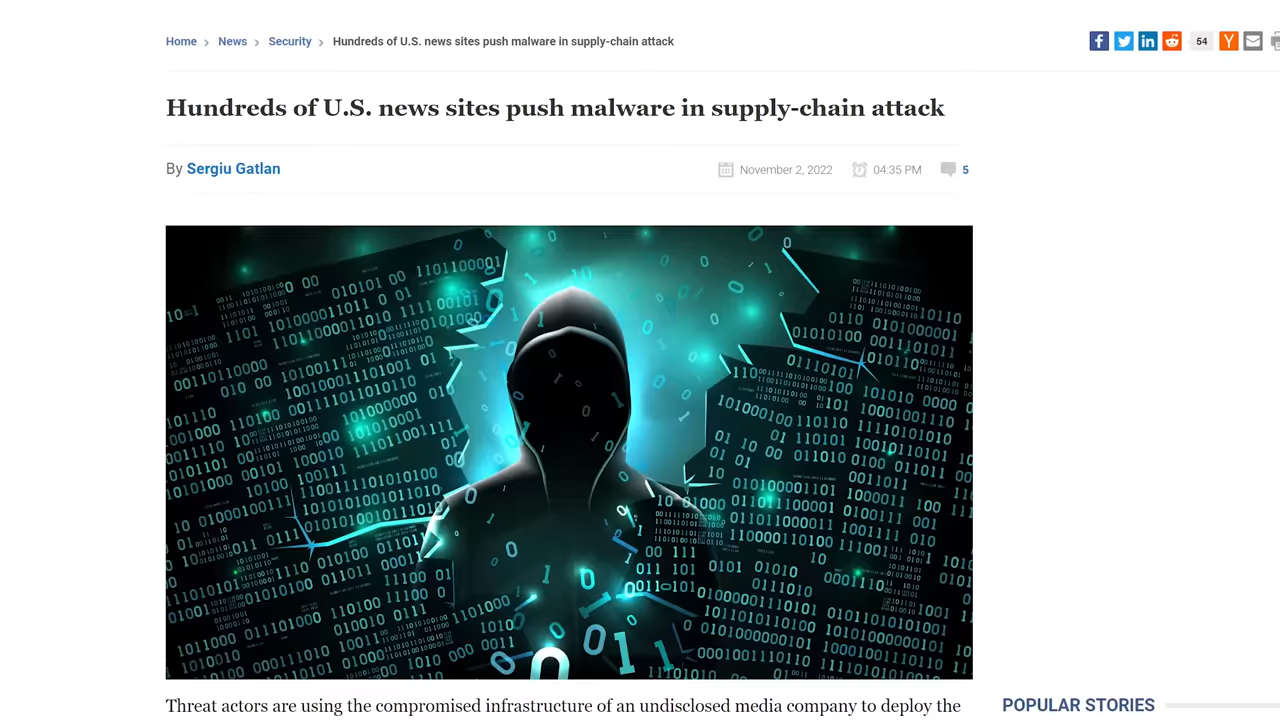 Home > News > Security > Hundreds of U.S. news sites push malware in supply-chain attack
54
Hundreds of U.S. news sites push malware in supply-chain attack
By Sergiu Gatlan
November 2, 2022 04:35 PM 5
Threat actors are using the compromised infrastructure of an undisclosed media company to deploy the
POPULAR STORIES